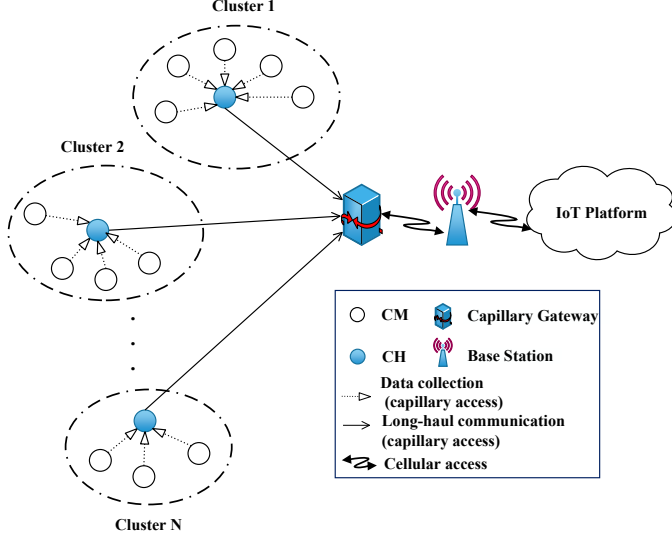 Cluster 1
Cluster 2
IoT Platform
CM
Capillary Gateway
CH
Base Station
Data collection
(capillary access)
Long-haul communication
(capillary access)
Cellular access
Cluster N